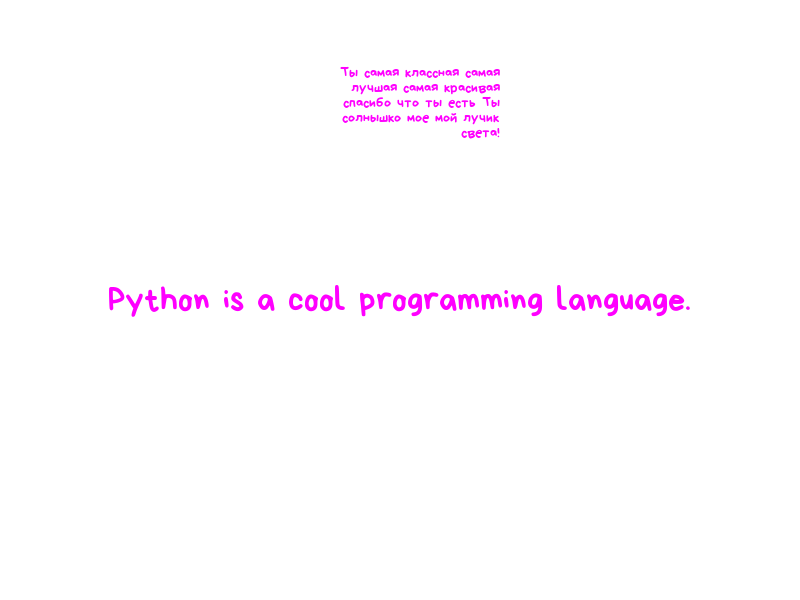 Ты самая классная самая
лучшая самая красивая
спасибо что ты есть Ты
солнышко мое мой лучик
света!
Python is a cool programming language.